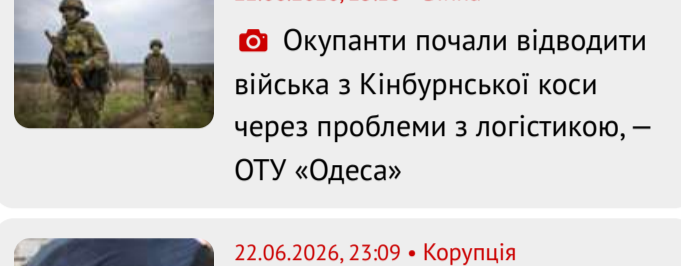 Окупанти почали відводити
війська з Кінбурнської коси
через проблеми з логістикою, —
ОТУ «Одеса»
22.06.2026, 23:09 • Корупція